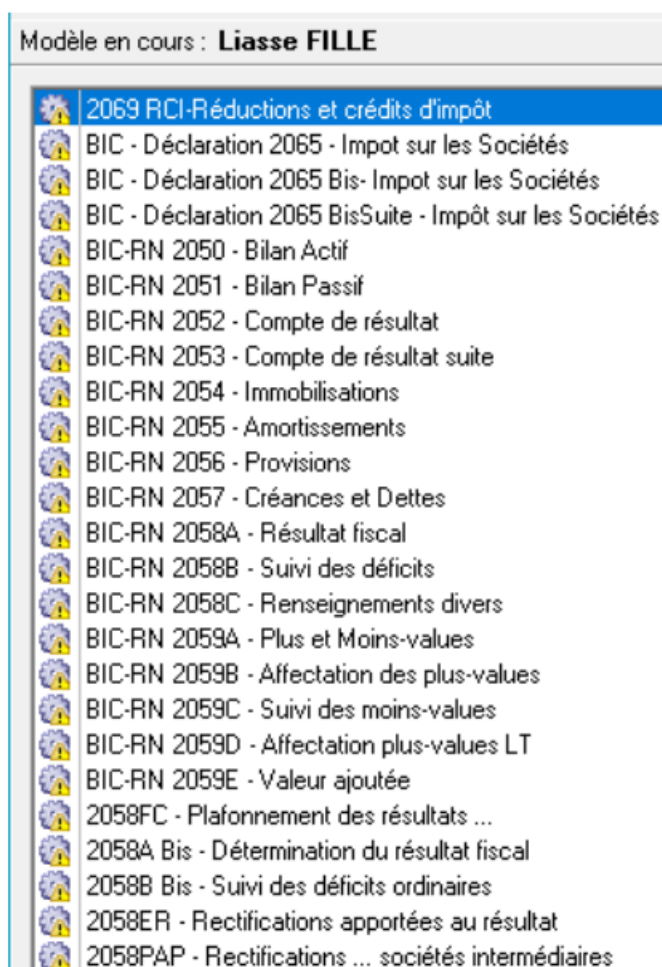 Modèle en cours : Liasse FILLE
2069 RCI-Réductions et crédits d'impôt
BIC - Déclaration 2065 - Impot sur les Sociétés
BIC - Déclaration 2065 Bis- Impot sur les Sociétés
BIC - Déclaration 2065 BisSuite - Impôt sur les Sociétés
BIC-RN 2050 - Bilan Actif
BIC-RN 2051 - Bilan Passif
BIC-RN 2052 - Compte de résultat
BIC-RN 2053 - Compte de résultat suite
BIC-RN 2054 - Immobilisations
BIC-RN 2055 - Amortissements
BIC-RN 2056 - Provisions
BIC-RN 2057 - Créances et Dettes
BIC-RN 2058A - Résultat fiscal
BIC-RN 2058B - Suivi des déficits
BIC-RN 2058C - Renseignements divers
BIC-RN 2059A - Plus et Moins-values
BIC-RN 2059B - Affectation des plus-values
BIC-RN 2059C - Suivi des moins-values
BIC-RN 2059D - Affectation plus-values LT
BIC-RN 2059E - Valeur ajoutée
2058FC - Plafonnement des résultats ...
2058A Bis - Détermination du résultat fiscal
2058B Bis - Suivi des déficits ordinaires
2058ER - Rectifications apportées au résultat
2058PAP - Rectifications ... sociétés intermédiaires